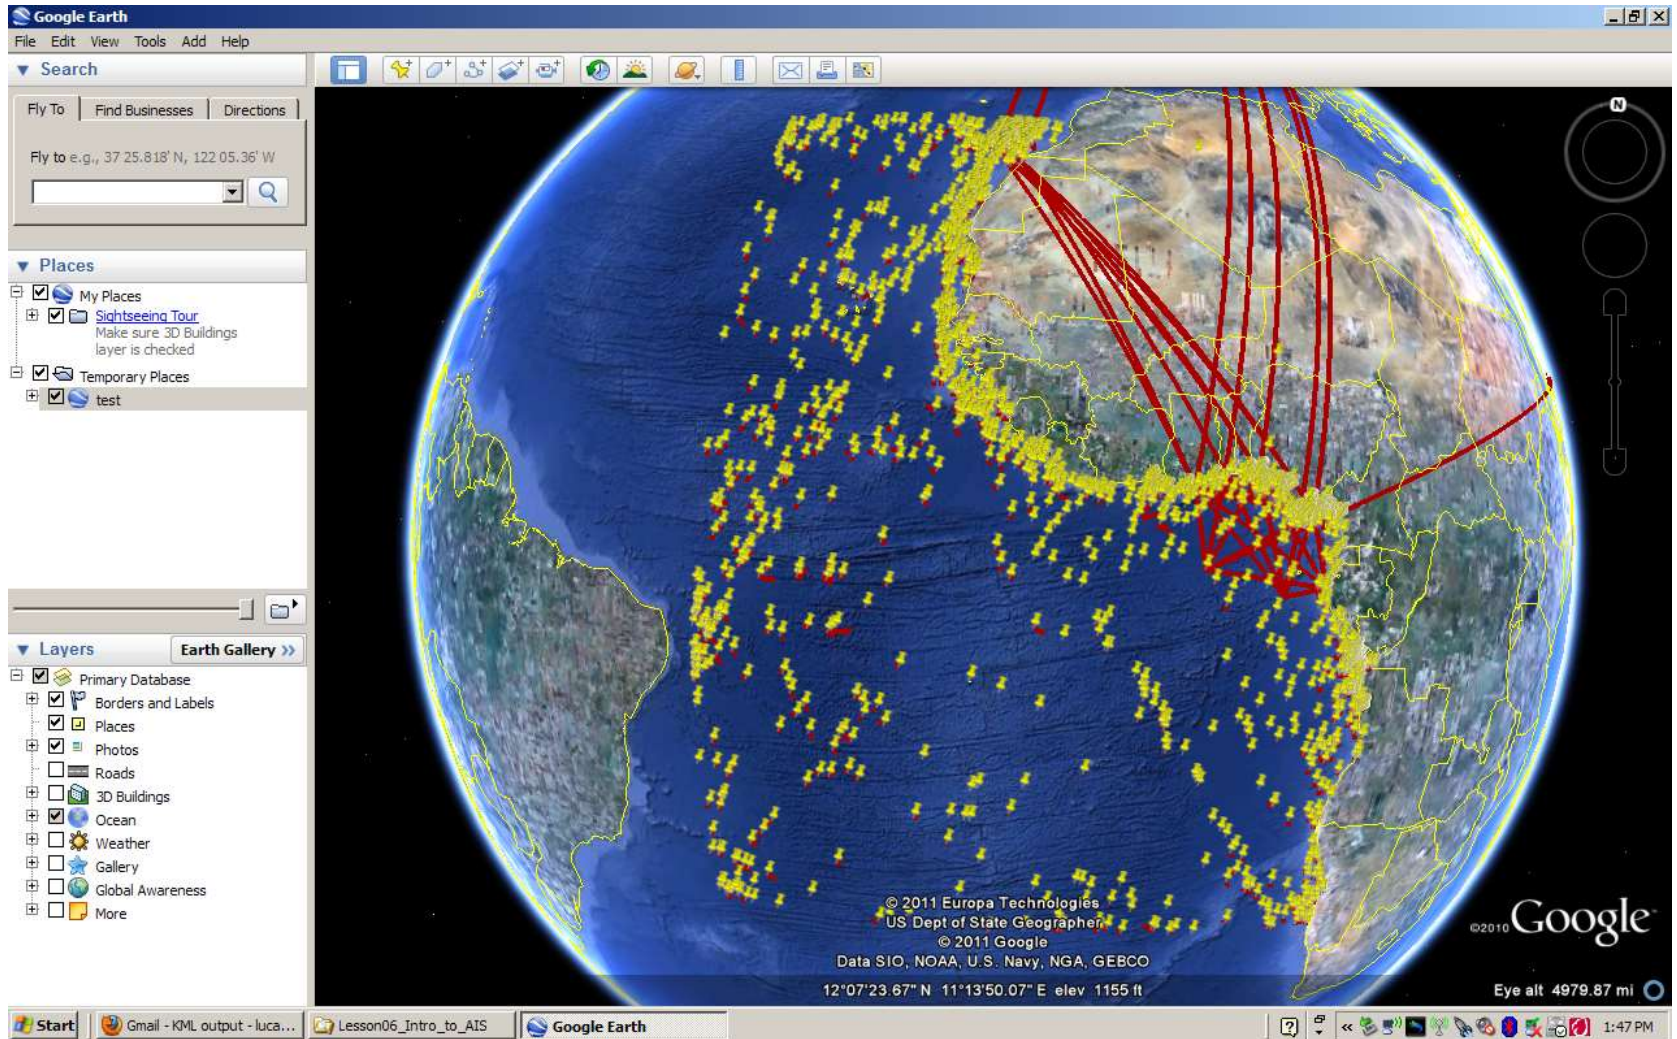 Google Earth
File Edit View Tools Add Help
Search
Fly To Find Businesses Directions
Fly to e.g., 37 25.818' N, 122 05.36' W
Places
My Places
Sightseeing Tour
Make sure 3D Buildings
layer is checked
Temporary Places
test
Layers
Earth Gallery »
Primary Database
Borders and Labels
Places
Photos
Roads
3D Buildings
Ocean
Weather
Gallery
Global Awareness
More
N
© 2011 Europa Technologies
US Dept of State Geographer
© 2011 Google
Data SIO, NOAA, U.S. Navy, NGA, GEBCO
©2010 Google
12°07'23.67" N 11°13'50.07" E elev 1155 ft
Eye alt 4979.87 mi
Start
Gmail - KML output - luca...
Lesson06_Intro_to_AIS
Google Earth
1:47 PM